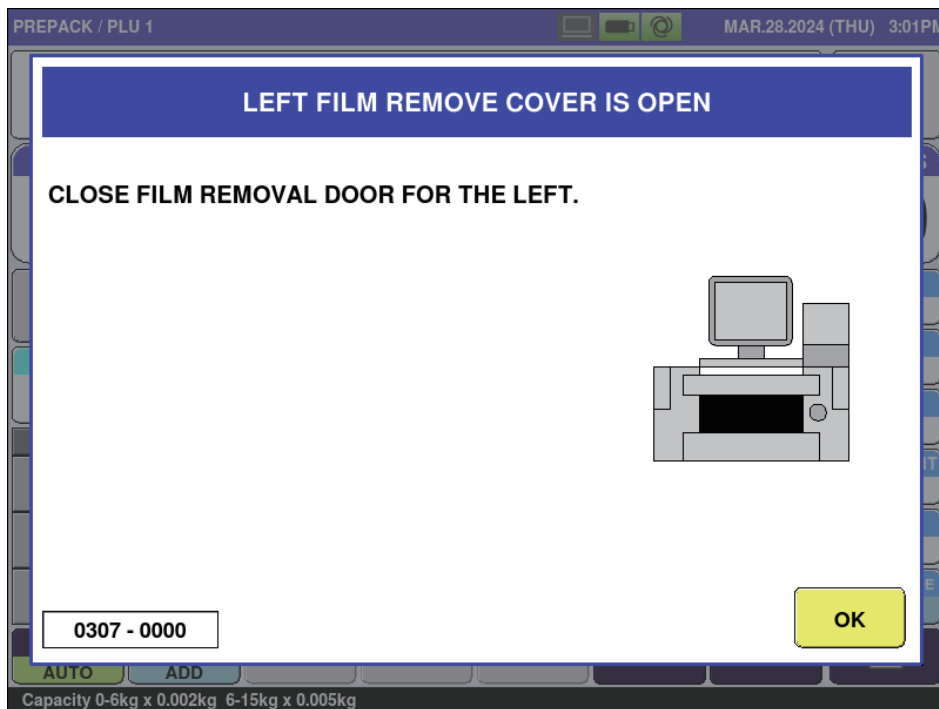 PREPACK / PLU 1
MAR.28.2024 (THU) 3:01PM
LEFT FILM REMOVE COVER IS OPEN
CLOSE FILM REMOVAL DOOR FOR THE LEFT.
0307 - 0000
OK
AUTO
ADD
Capacity 0-6kg x 0.002kg 6-15kg x 0.005kg